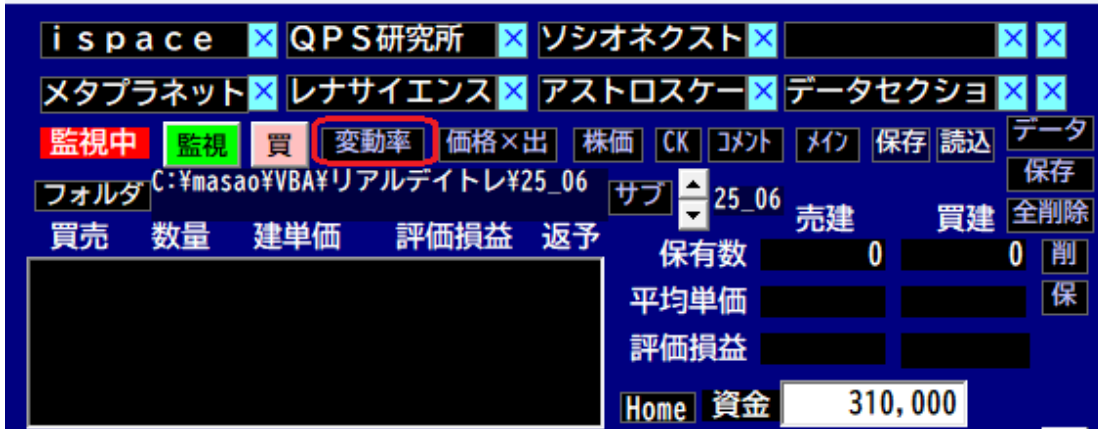 ｉｓｐａｃｅ × ＱＰＳ研究所 × ソシオネクスト × × ×
メタプラネット × レナサイエンス × アストロスケー × データセクショ × ×
監視中 監視 買 変動率 価格×出 株価 CK ｺﾒﾝﾄ ﾒｲﾝ 保存 読込 データ
フォルダ C:¥masao¥VBA¥リアルデイトレ¥25_06 サブ 25_06 保存
買売 数量 建単価 評価損益 返予 売建 買建 全削除
保有数 0 0 削
平均単価 保
評価損益
Home 資金 310,000